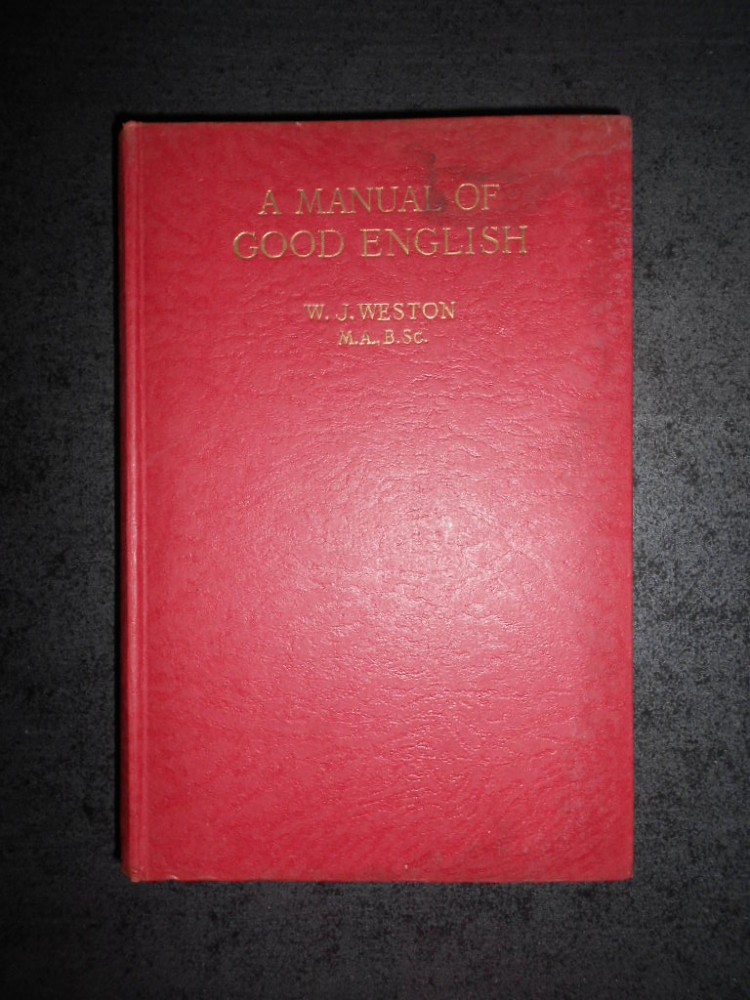 A MANUAL OF
GOOD ENGLISH
W. J. WESTON
M.A., B.Sc.